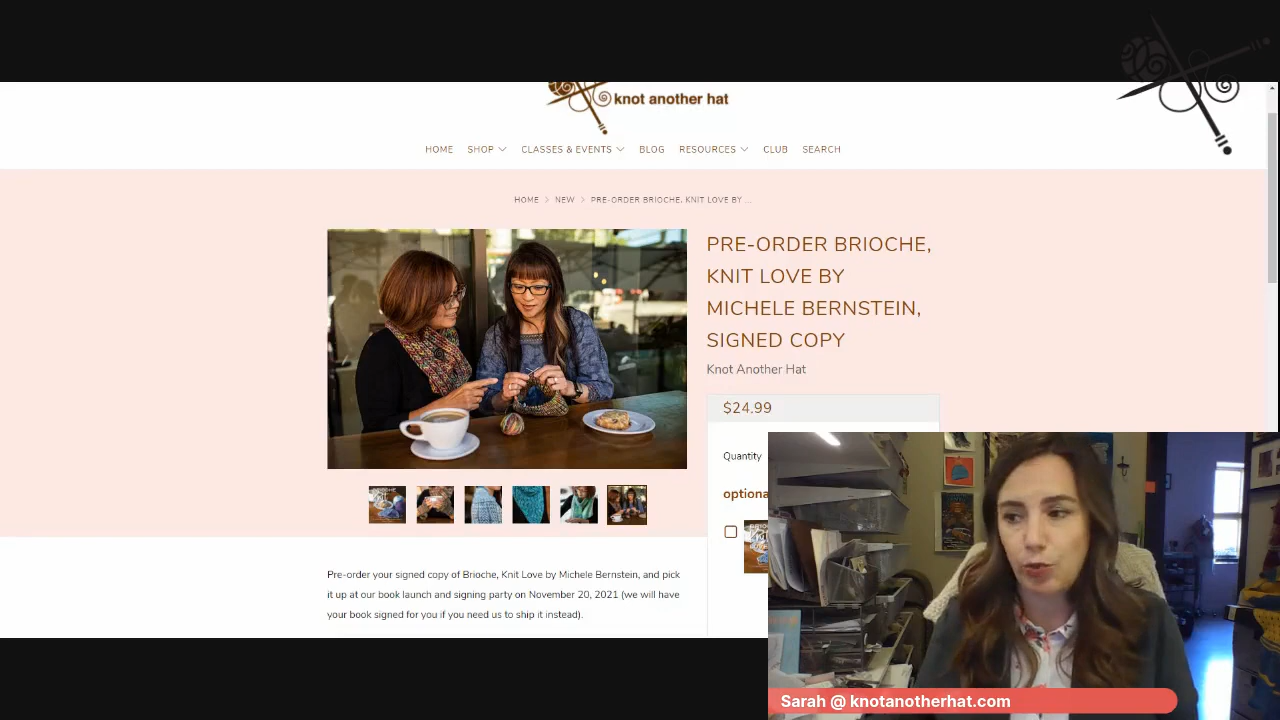 knot another hat
HOME SHOP CLASSES & EVENTS BLOG RESOURCES CLUB SEARCH
HOME > NEW > PRE-ORDER BRIOCHE, KNIT LOVE BY ...
PRE-ORDER BRIOCHE,
KNIT LOVE BY
MICHELE BERNSTEIN,
SIGNED COPY
Knot Another Hat
$24.99
Quantity
optiona
Pre-order your signed copy of Brioche, Knit Love by Michele Bernstein, and pick
it up at our book launch and signing party on November 20, 2021 (we will have
your book signed for you if you need us to ship it instead).
Sarah @ knotanotherhat.com